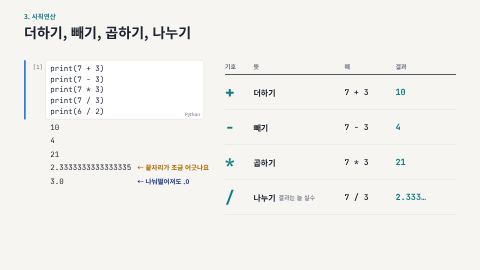 3. 사칙연산
더하기, 빼기, 곱하기, 나누기
[1]
print(7 + 3)
print(7 - 3)
print(7 * 3)
print(7 / 3)
print(6 / 2)
Python
10
4
21
2.3333333333333335 ← 끝자리가 조금 어긋나요
3.0 ← 나눠떨어져도 .0
기호 뜻 예 결과
+ 더하기 7 + 3 10
- 빼기 7 - 3 4
* 곱하기 7 * 3 21
/ 나누기 결과는 늘 실수 7 / 3 2.333…